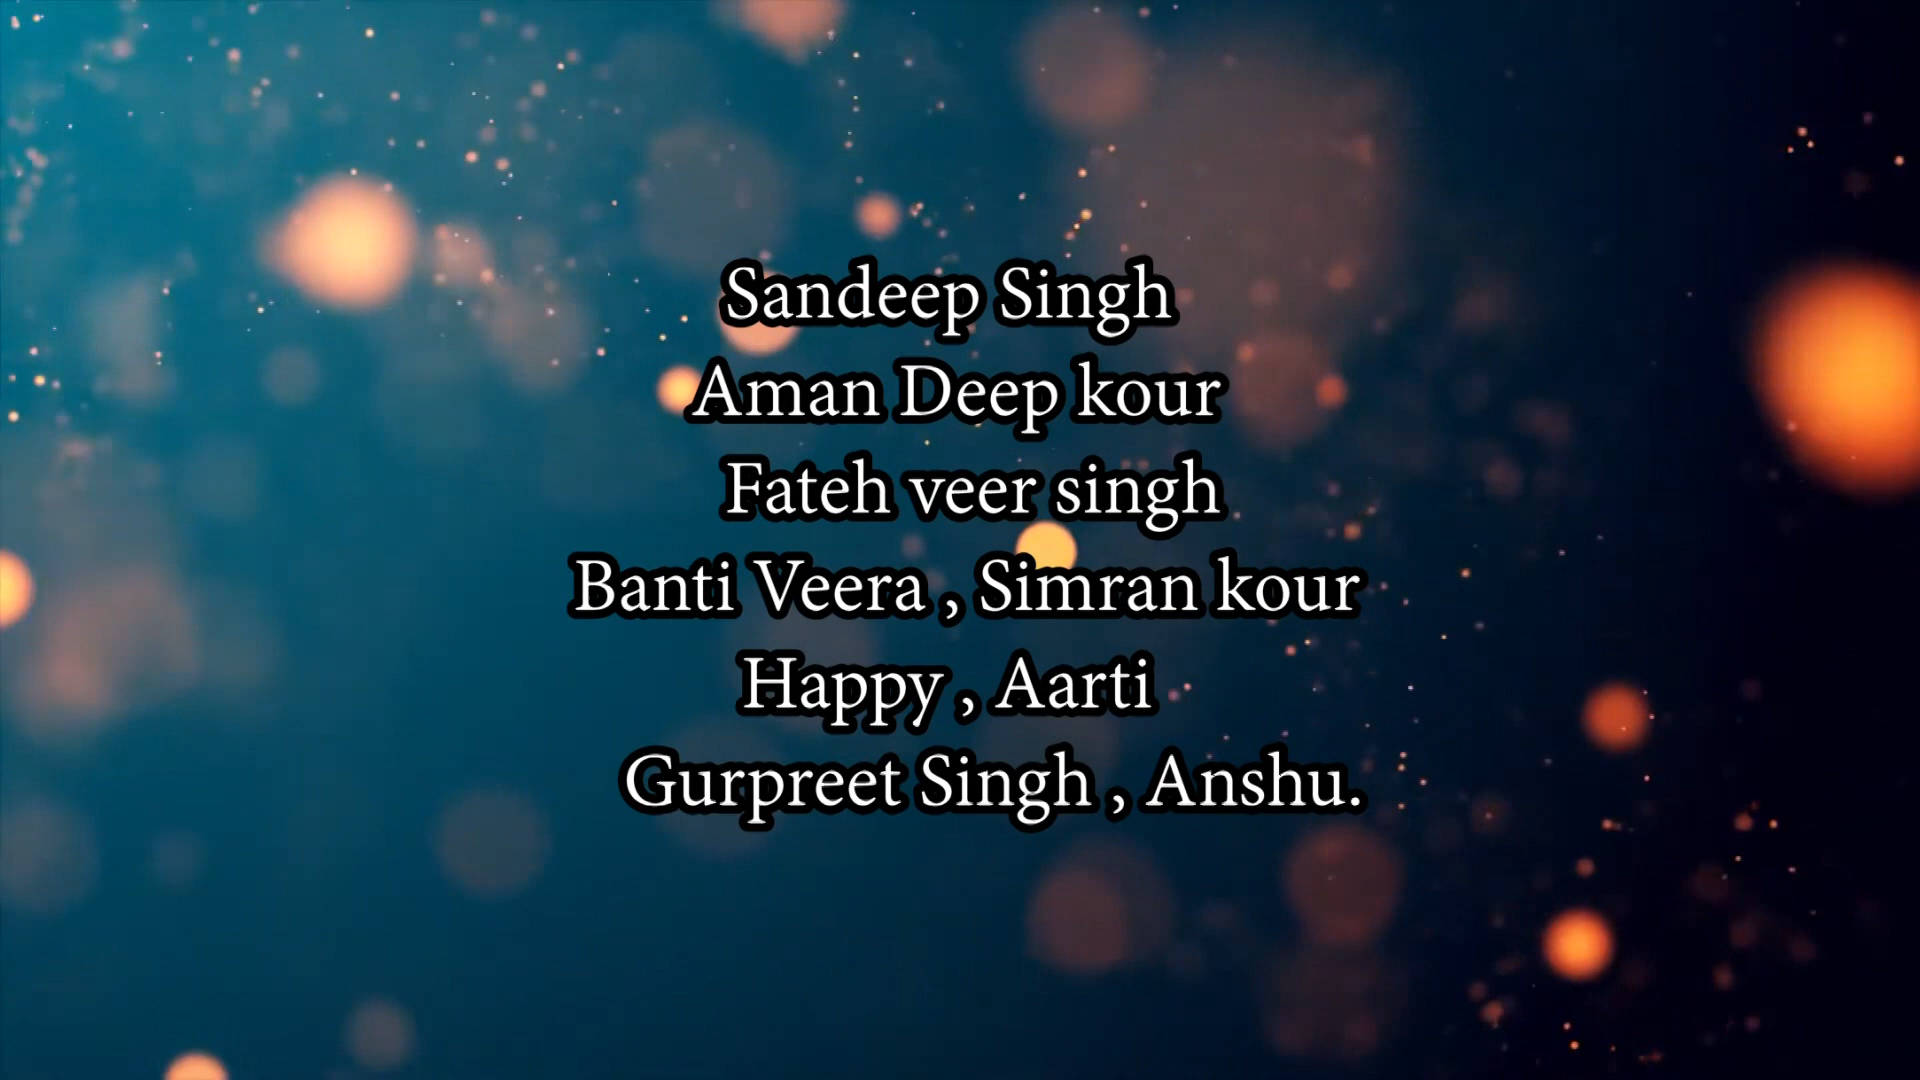 Sandeep Singh
Aman Deep kour
Fateh veer singh
Banti Veera , Simran kour
Happy , Aarti
Gurpreet Singh , Anshu.